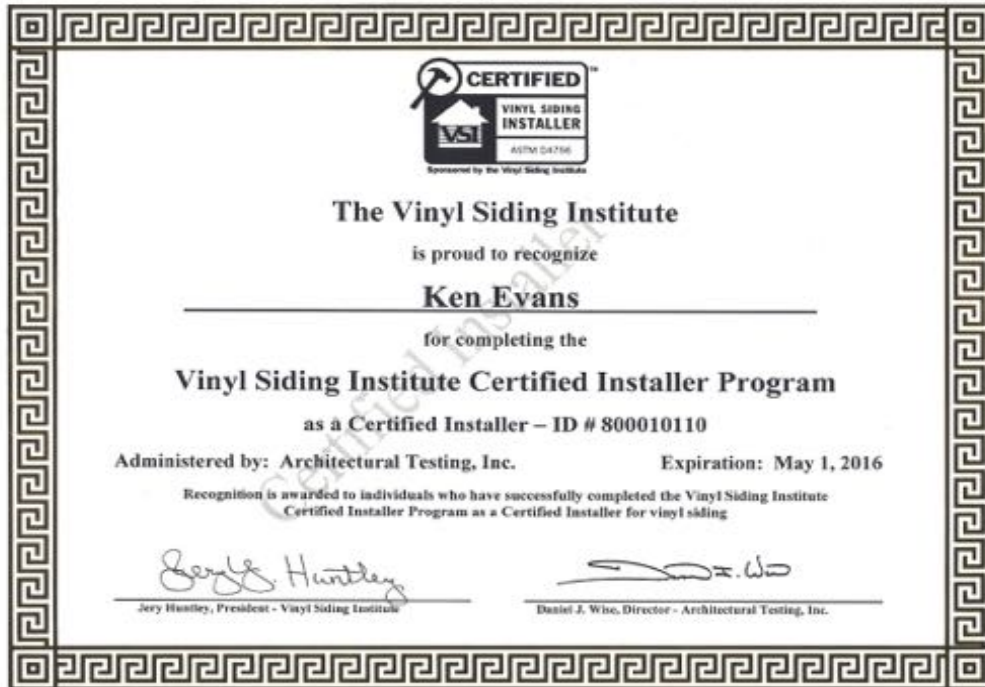 CERTIFIED™
VINYL SIDING
INSTALLER
VSI
ASTM D4756
Sponsored by the Vinyl Siding Institute
The Vinyl Siding Institute
is proud to recognize
Ken Evans
for completing the
Vinyl Siding Institute Certified Installer Program
as a Certified Installer – ID # 800010110
Administered by: Architectural Testing, Inc. Expiration: May 1, 2016
Recognition is awarded to individuals who have successfully completed the Vinyl Siding Institute
Certified Installer Program as a Certified Installer for vinyl siding
Certified Installer
Jery Y. Huntley
Jery Huntley, President - Vinyl Siding Institute
Daniel J. Wise, Director - Architectural Testing, Inc.